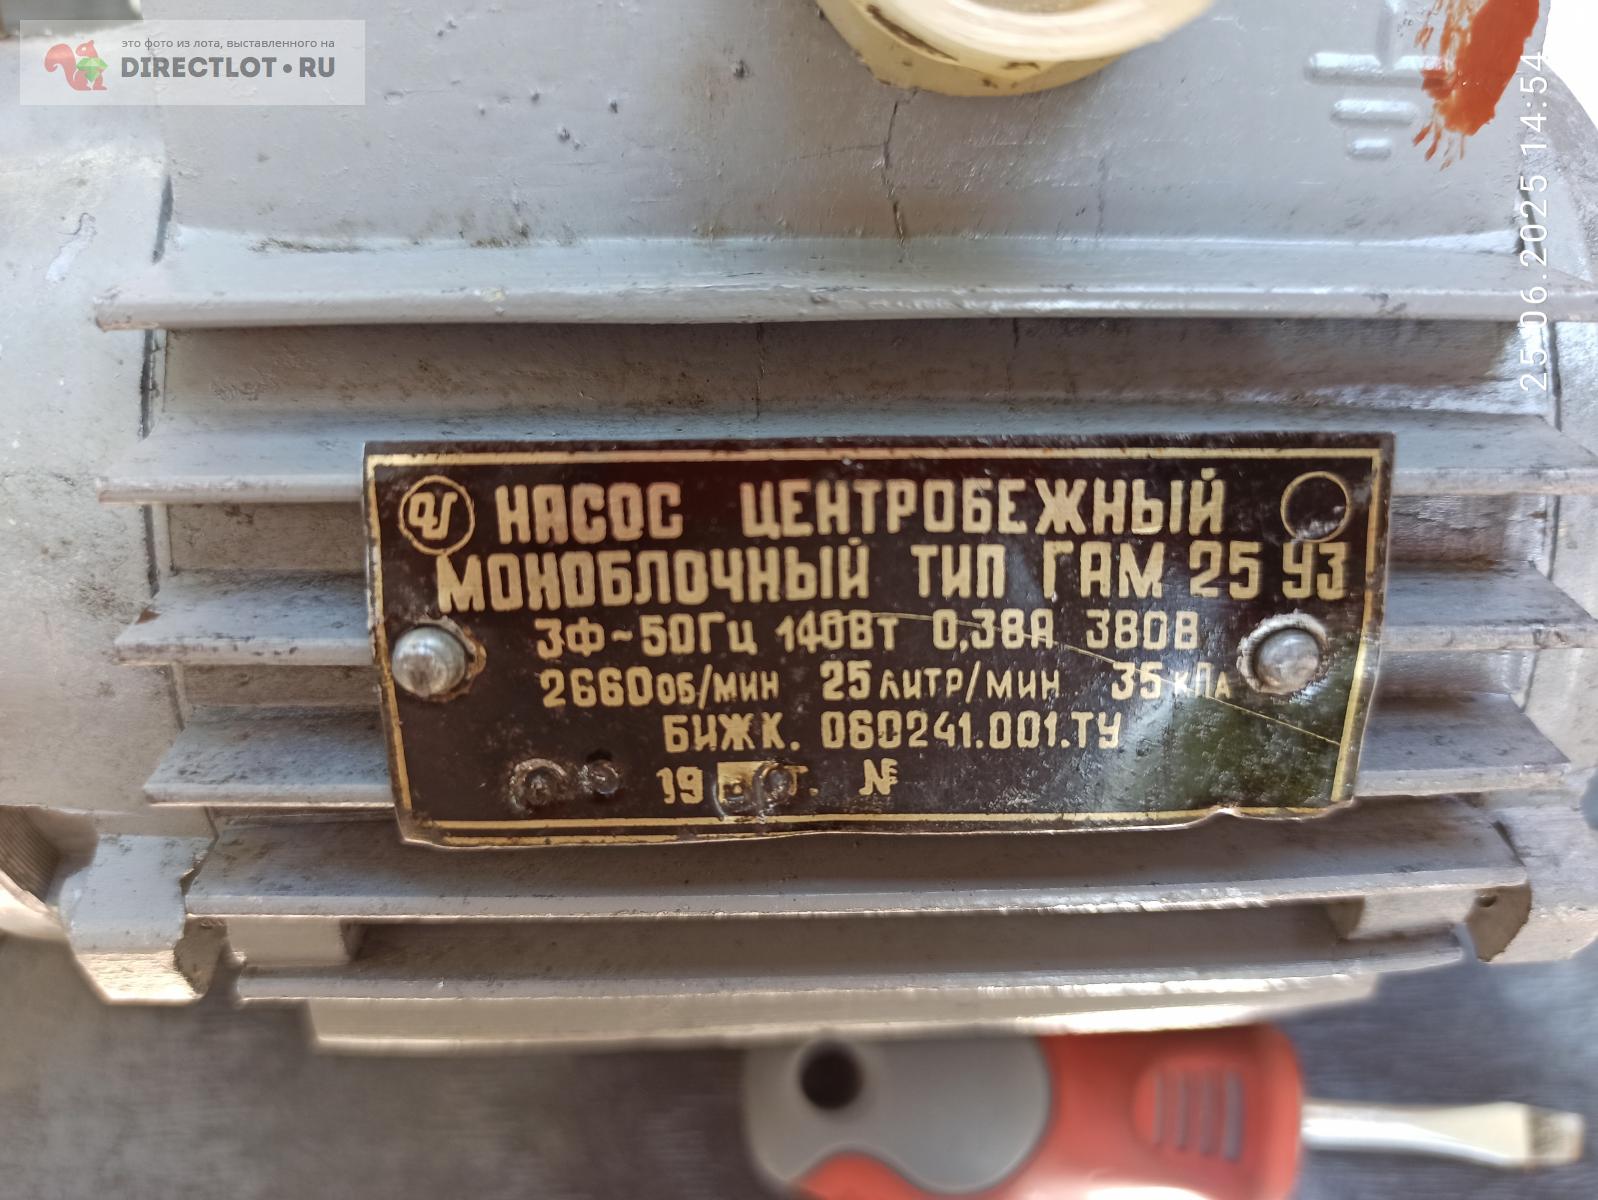 это фото из лота, выставленного на
DIRECTLOT.RU
25.06.2025 14:54
НАСОС ЦЕНТРОБЕЖНЫЙ
МОНОБЛОЧНЫЙ ТИП ГАМ 25 У3
3Ф~50Гц 140Вт 0,38А 380В
2660об/мин 25литр/мин 35кПа
БИЖК. 060241.001.ТУ
19 г. №